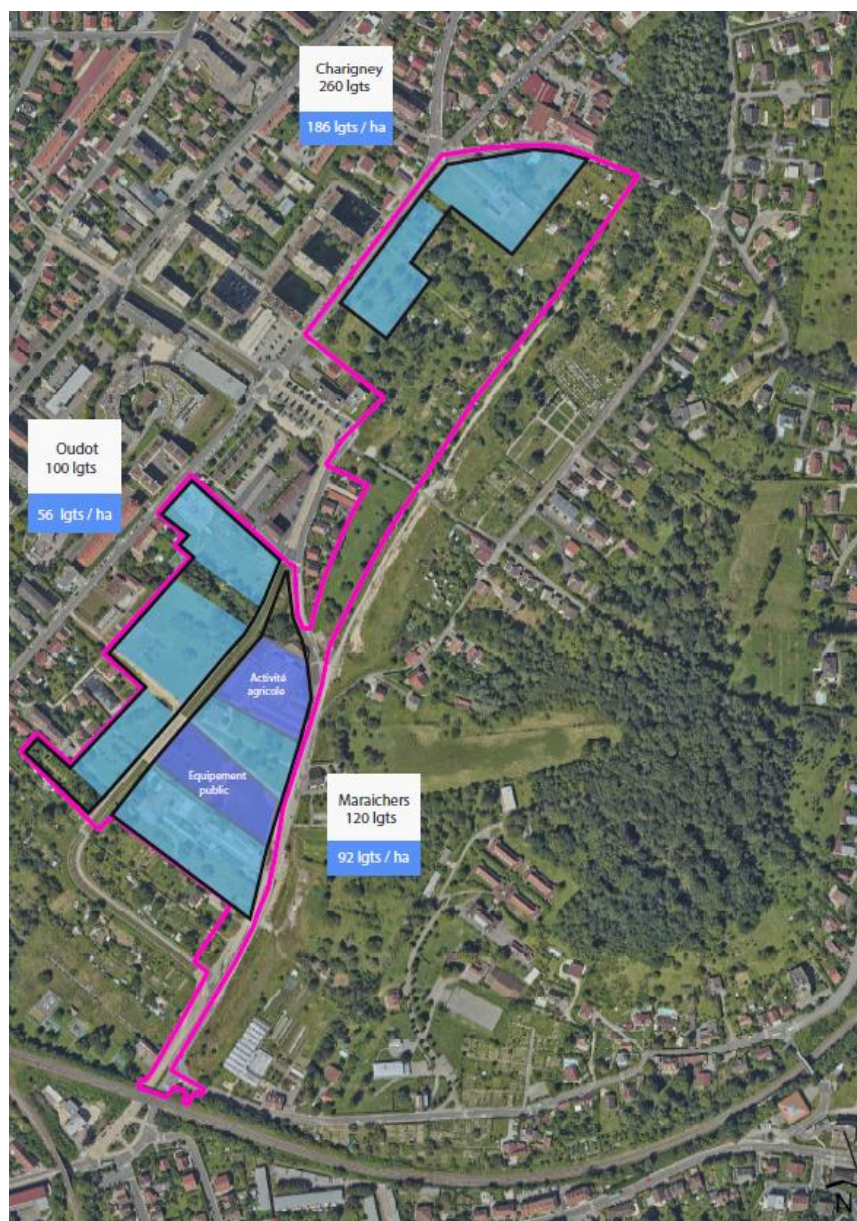 Charigney
260 lgts
186 lgts / ha
Oudot
100 lgts
56 lgts / ha
Activité
agricole
Equipement
public
Maraichers
120 lgts
92 lgts / ha
N